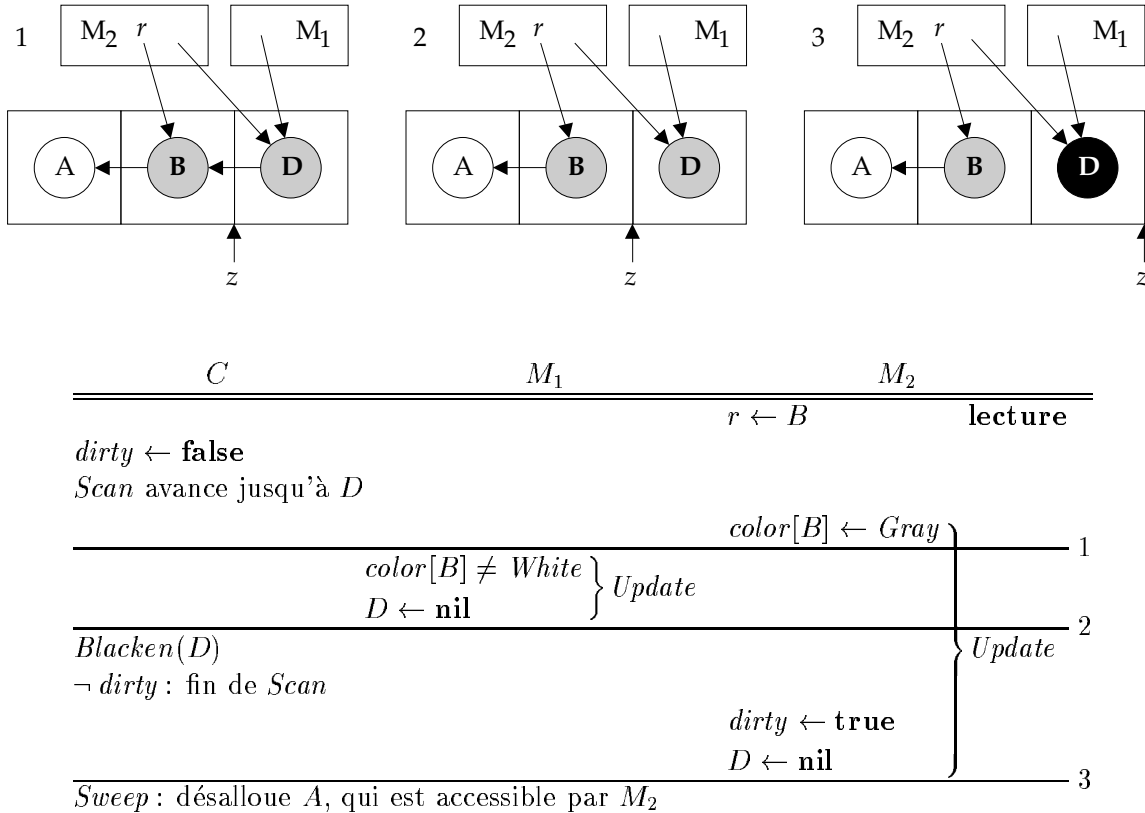 1 M₂ r M₁ 2 M₂ r M₁ 3 M₂ r M₁
A B D A B D A B D
z z z
C M₁ M₂
r ← B lecture
dirty ← false
Scan avance jusqu'à D
color[B] ← Gray
1
color[B] ≠ White
Update
D ← nil
2
Blacken(D)
Update
¬ dirty : fin de Scan
dirty ← true
D ← nil
3
Sweep : désalloue A, qui est accessible par M₂